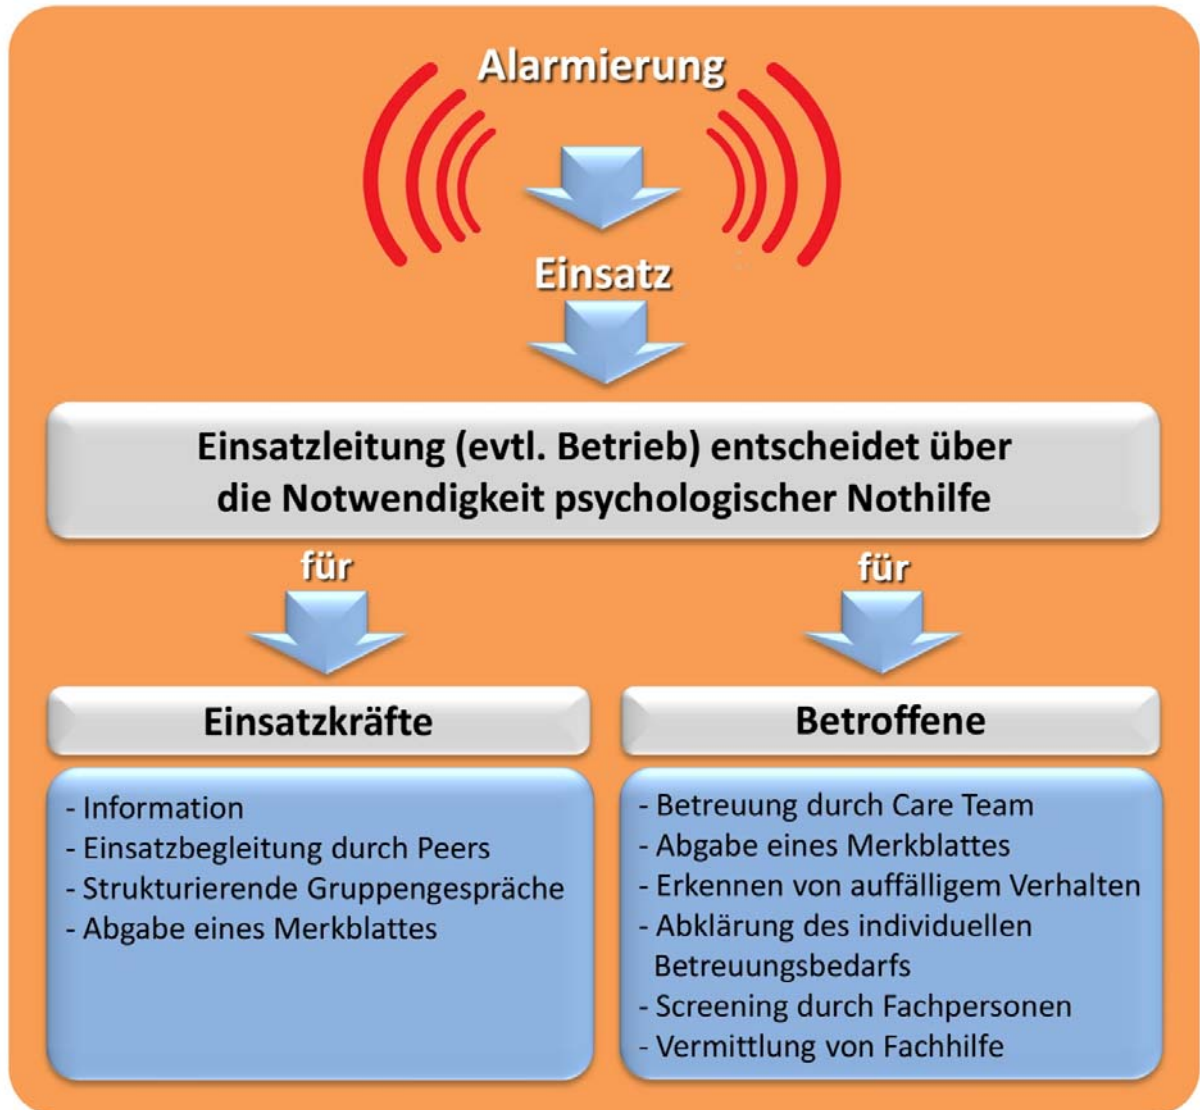 Alarmierung
Einsatz
Einsatzleitung (evtl. Betrieb) entscheidet über
die Notwendigkeit psychologischer Nothilfe
für
Einsatzkräfte
- Information
- Einsatzbegleitung durch Peers
- Strukturierende Gruppengespräche
- Abgabe eines Merkblattes
für
Betroffene
- Betreuung durch Care Team
- Abgabe eines Merkblattes
- Erkennen von auffälligem Verhalten
- Abklärung des individuellen
Betreuungsbedarfs
- Screening durch Fachpersonen
- Vermittlung von Fachhilfe